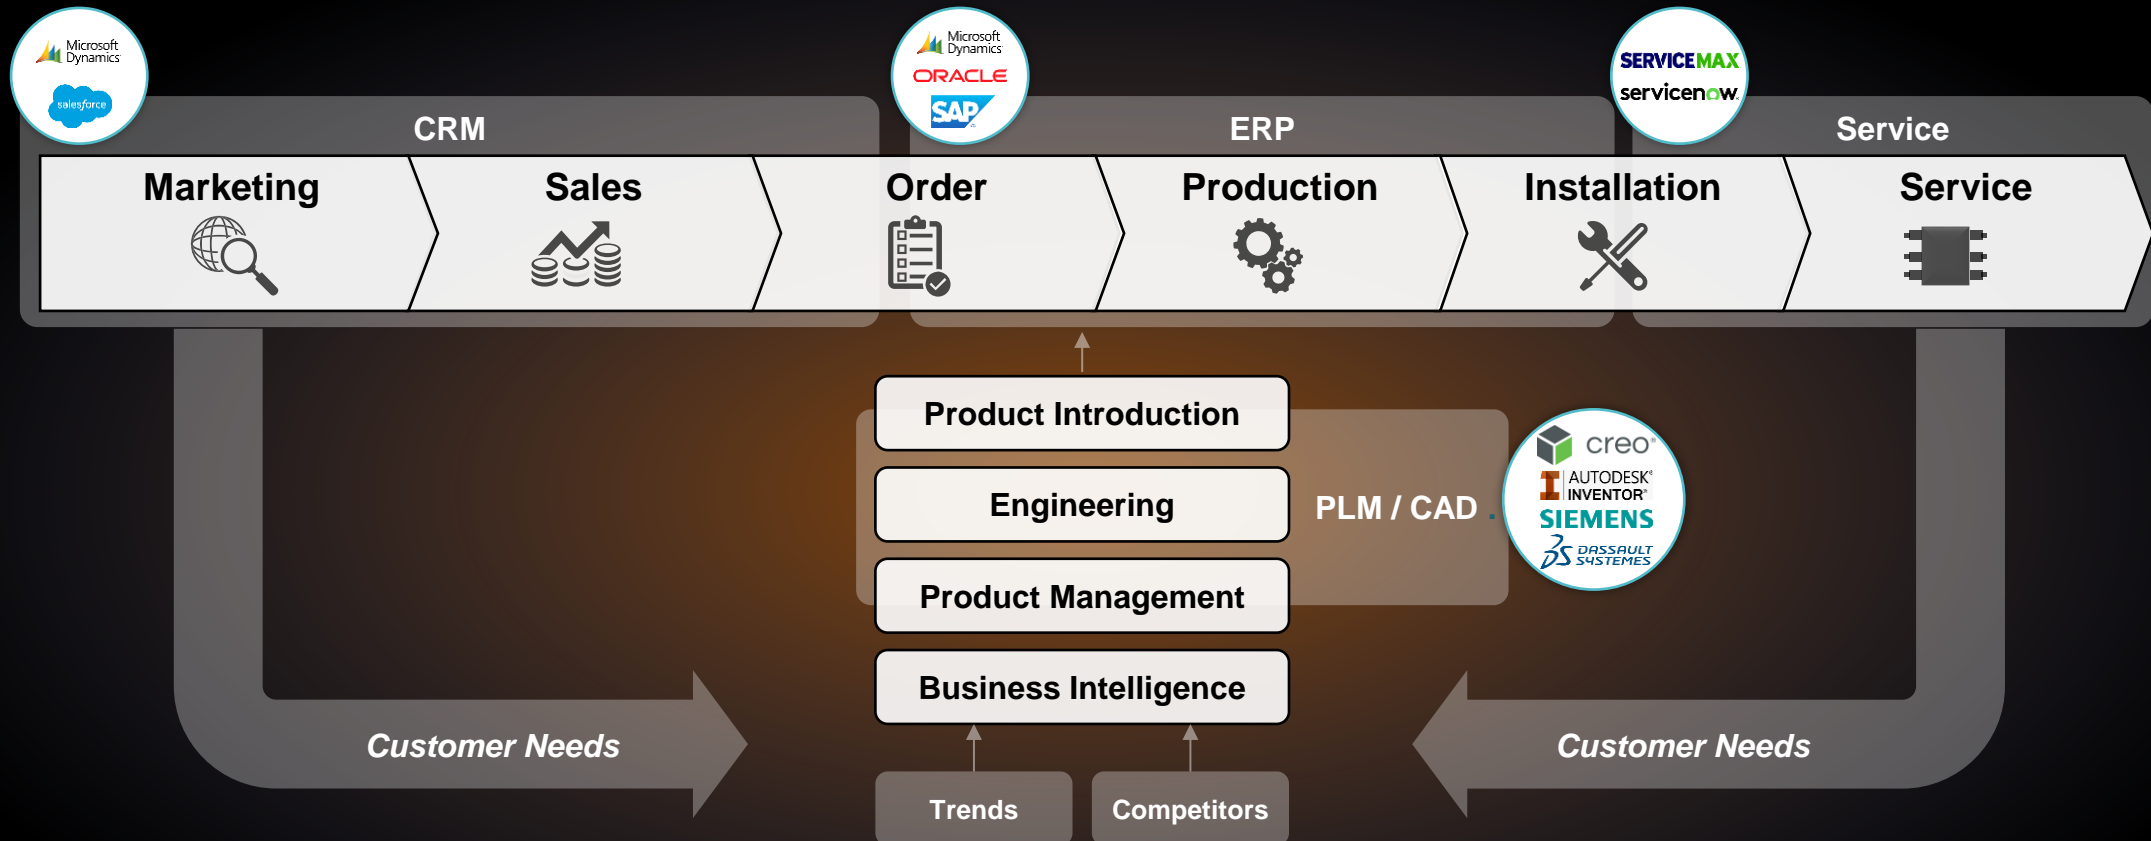 Microsoft
Dynamics
salesforce
Microsoft
Dynamics
ORACLE
SAP
SERVICEMAX
servicenow
CRM
ERP
Service
Marketing
Sales
Order
Production
Installation
Service
Product Introduction
Engineering
Product Management
Business Intelligence
PLM / CAD .
creo®
AUTODESK®
INVENTOR®
SIEMENS
DASSAULT
SYSTEMES
Customer Needs
Customer Needs
Trends
Competitors